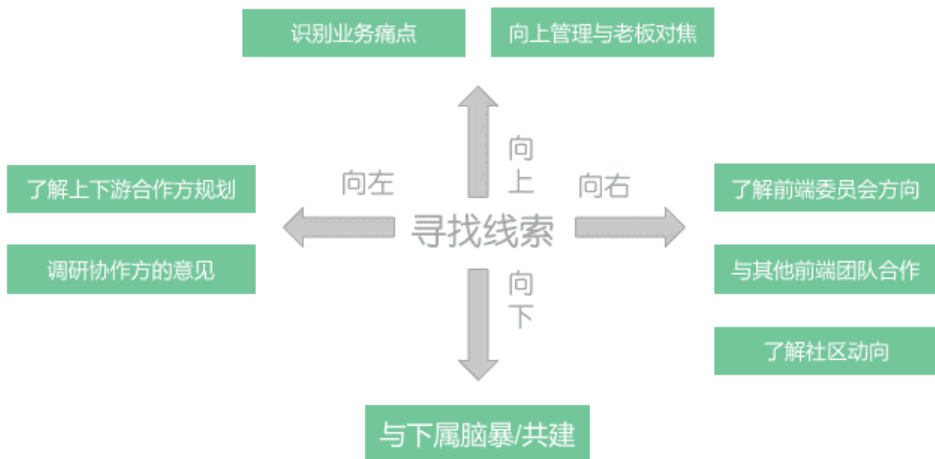 识别业务痛点
向上管理与老板对焦
向上
了解上下游合作方规划
向左
向右
了解前端委员会方向
寻找线索
调研协作方的意见
与其他前端团队合作
向下
了解社区动向
与下属脑暴/共建